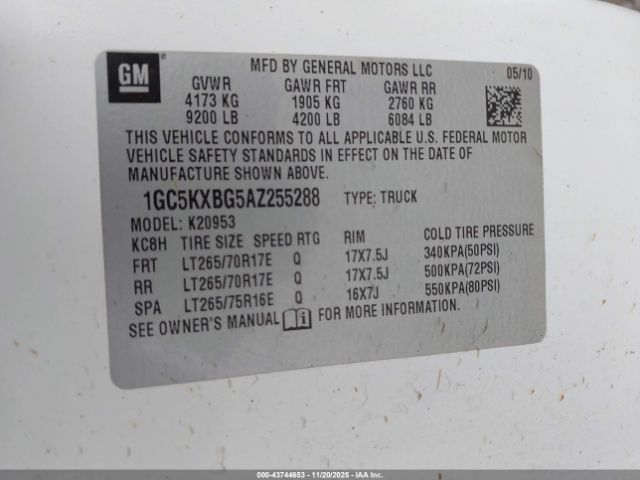 GM
MFD BY GENERAL MOTORS LLC 05/10
GVWR GAWR FRT GAWR RR
4173 KG 1905 KG 2760 KG
9200 LB 4200 LB 6084 LB
THIS VEHICLE CONFORMS TO ALL APPLICABLE U.S. FEDERAL MOTOR
VEHICLE SAFETY STANDARDS IN EFFECT ON THE DATE OF
MANUFACTURE SHOWN ABOVE.
1GC5KXBG5AZ255288 TYPE: TRUCK
MODEL: K20953
KC8H TIRE SIZE SPEED RTG RIM COLD TIRE PRESSURE
FRT LT265/70R17E Q 17X7.5J 340KPA(50PSI)
RR LT265/70R17E Q 17X7.5J 500KPA(72PSI)
SPA LT265/75R16E Q 16X7J 550KPA(80PSI)
SEE OWNER'S MANUAL FOR MORE INFORMATION.
000-43744653 - 11/20/2025 - IAA Inc. - Copyright